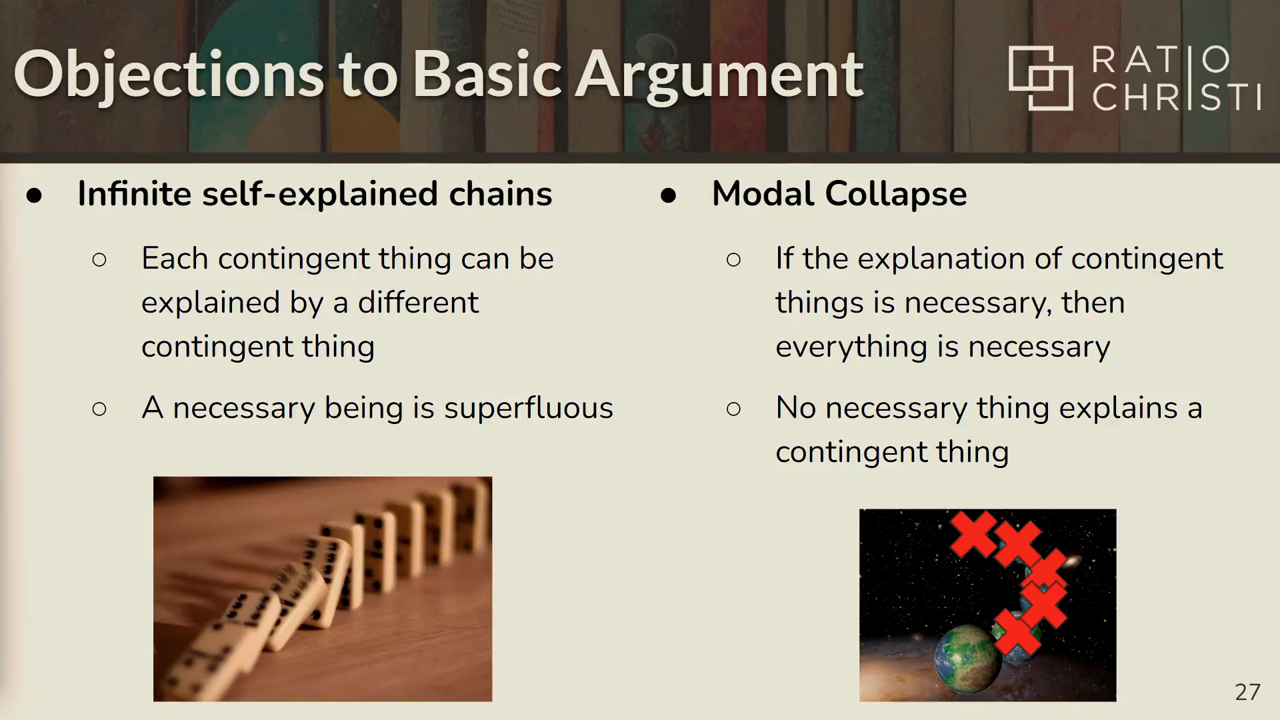 Objections to Basic Argument
RATIO
CHRISTI
● Infinite self-explained chains
○ Each contingent thing can be
explained by a different
contingent thing
○ A necessary being is superfluous
● Modal Collapse
○ If the explanation of contingent
things is necessary, then
everything is necessary
○ No necessary thing explains a
contingent thing
27